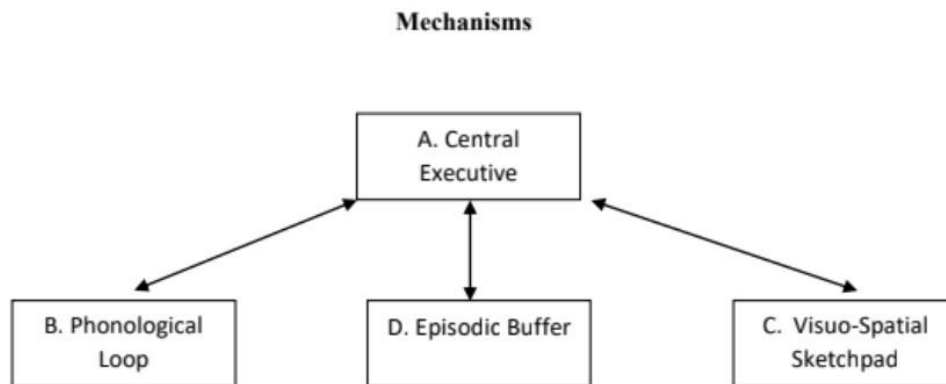 Mechanisms
A. Central
Executive
B. Phonological
Loop
D. Episodic Buffer
C. Visuo-Spatial
Sketchpad